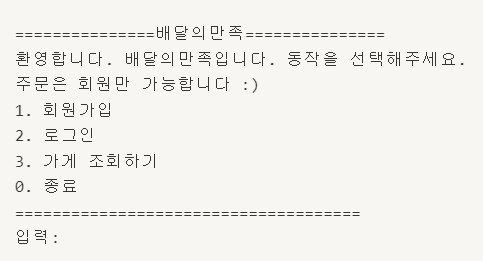 ===============배달의만족===============
환영합니다. 배달의만족입니다. 동작을 선택해주세요.
주문은 회원만 가능합니다 :)
1. 회원가입
2. 로그인
3. 가게 조회하기
0. 종료
=====================================
입력: